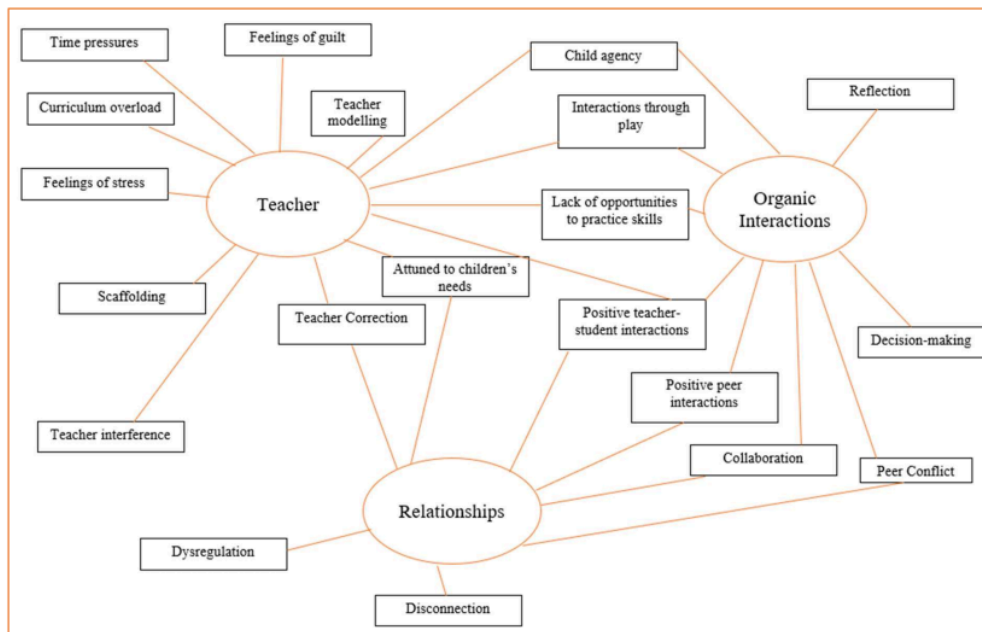 Time pressures
Feelings of guilt
Child agency
Reflection
Curriculum overload
Teacher
modelling
Interactions through
play
Feelings of stress
Teacher
Lack of opportunities
to practice skills
Organic
Interactions
Scaffolding
Teacher Correction
Attuned to children's
needs
Positive teacher-
student interactions
Decision-making
Teacher interference
Positive peer
interactions
Collaboration
Peer Conflict
Relationships
Dysregulation
Disconnection